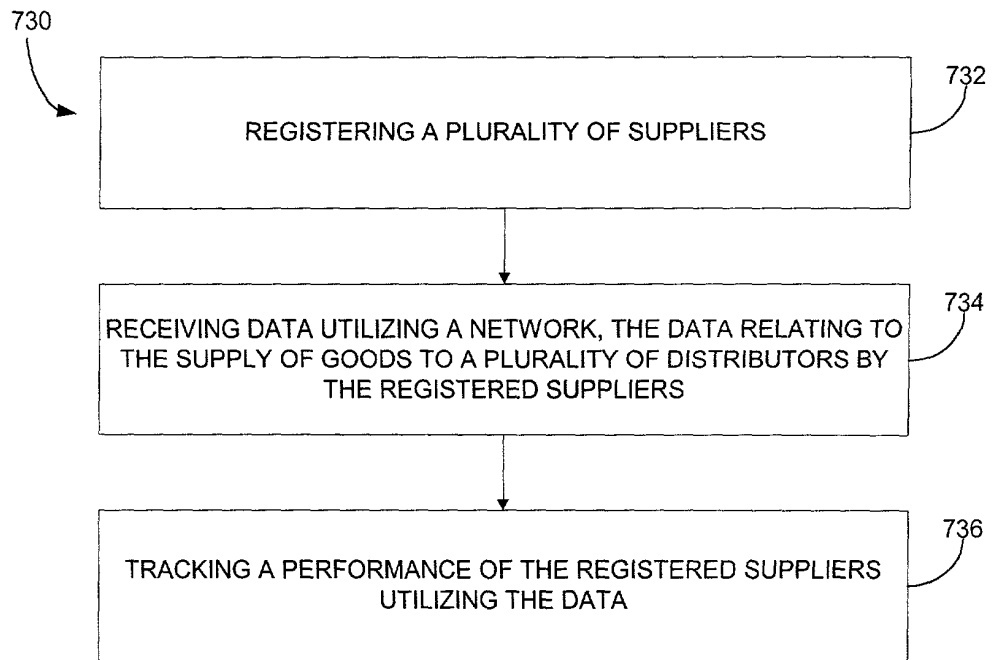 730
732
REGISTERING A PLURALITY OF SUPPLIERS
734
RECEIVING DATA UTILIZING A NETWORK, THE DATA RELATING TO
THE SUPPLY OF GOODS TO A PLURALITY OF DISTRIBUTORS BY
THE REGISTERED SUPPLIERS
736
TRACKING A PERFORMANCE OF THE REGISTERED SUPPLIERS
UTILIZING THE DATA